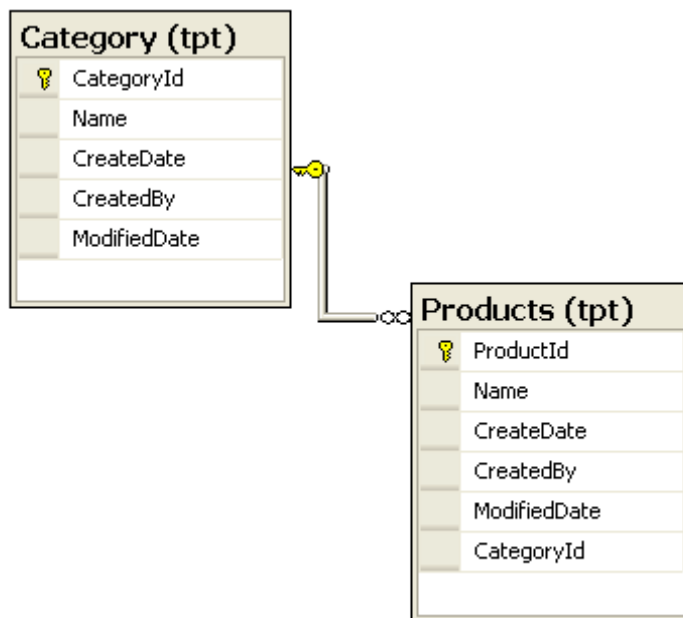 Category (tpt)
CategoryId
Name
CreateDate
CreatedBy
ModifiedDate
Products (tpt)
ProductId
Name
CreateDate
CreatedBy
ModifiedDate
CategoryId